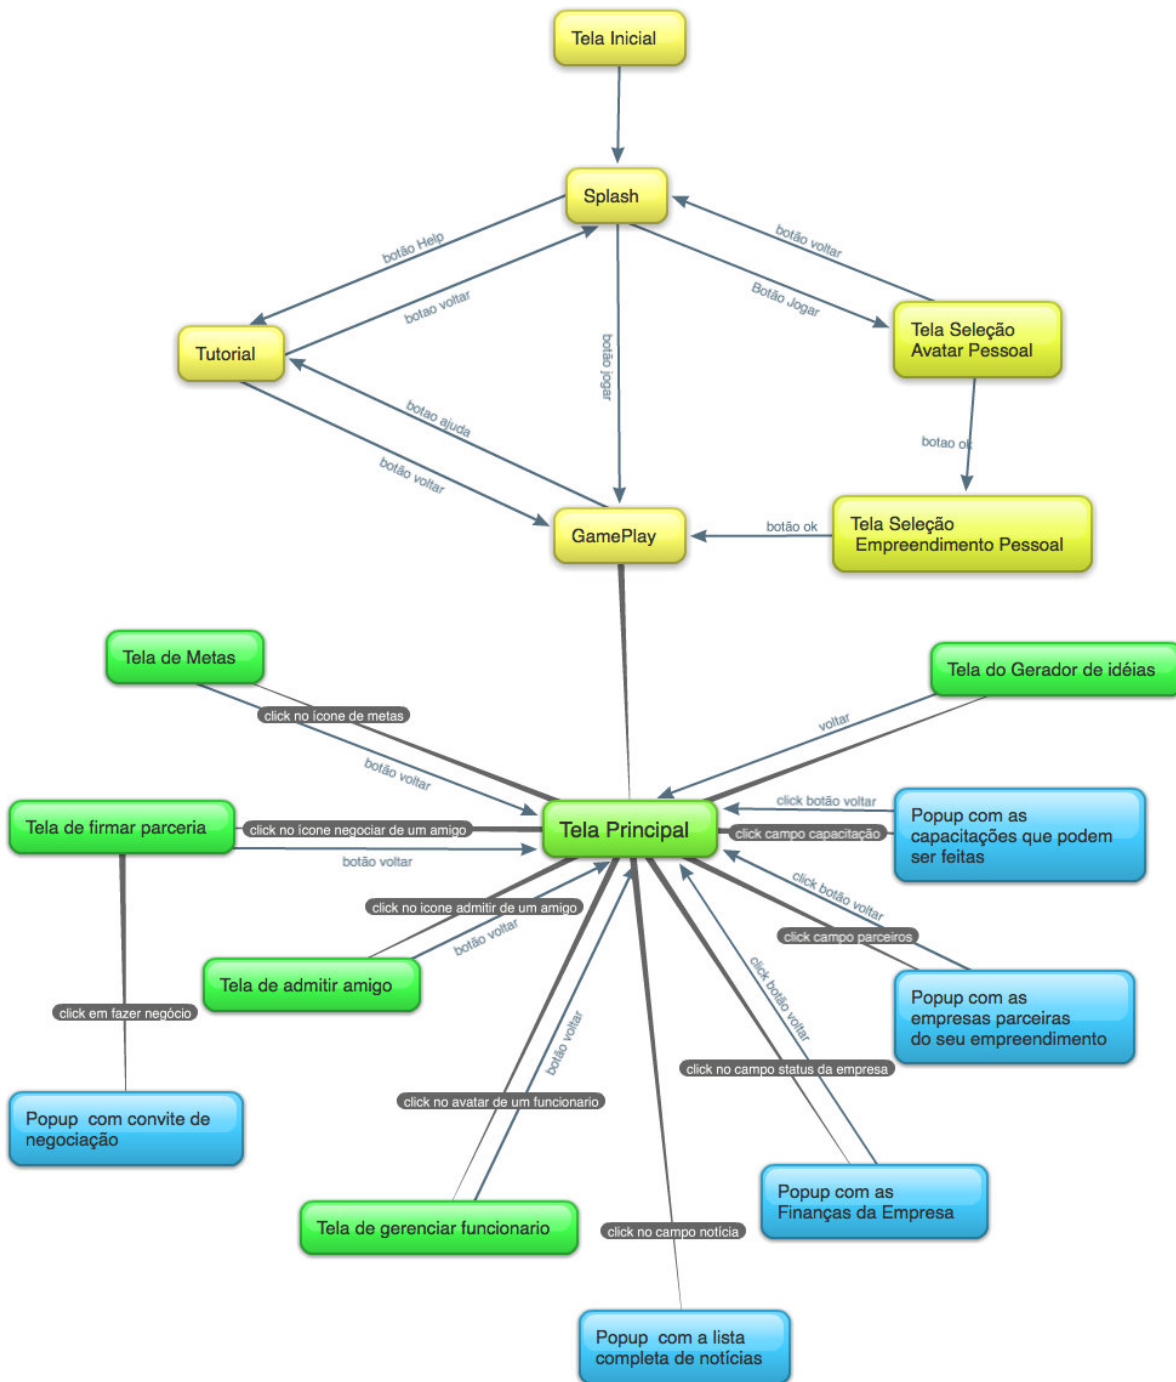 Tela Inicial
Splash
botão Help
botao voltar
botão voltar
Botão Jogar
botão jogar
Tutorial
Tela Seleção
Avatar Pessoal
botao ajuda
botão voltar
botao ok
GamePlay
botão ok
Tela Seleção
Empreendimento Pessoal
Tela de Metas
Tela do Gerador de idéias
click no ícone de metas
botão voltar
voltar
Tela de firmar parceria
click no ícone negociar de um amigo
botão voltar
Tela Principal
click botão voltar
click campo capacitação
Popup com as
capacitações que podem
ser feitas
click no icone admitir de um amigo
botão voltar
click botão voltar
click campo parceiros
Tela de admitir amigo
Popup com as
empresas parceiras
do seu empreendimento
click em fazer negócio
botão voltar
click botão voltar
click no campo status da empresa
click no avatar de um funcionario
Popup com convite de
negociação
Popup com as
Finanças da Empresa
Tela de gerenciar funcionario
click no campo notícia
Popup com a lista
completa de notícias